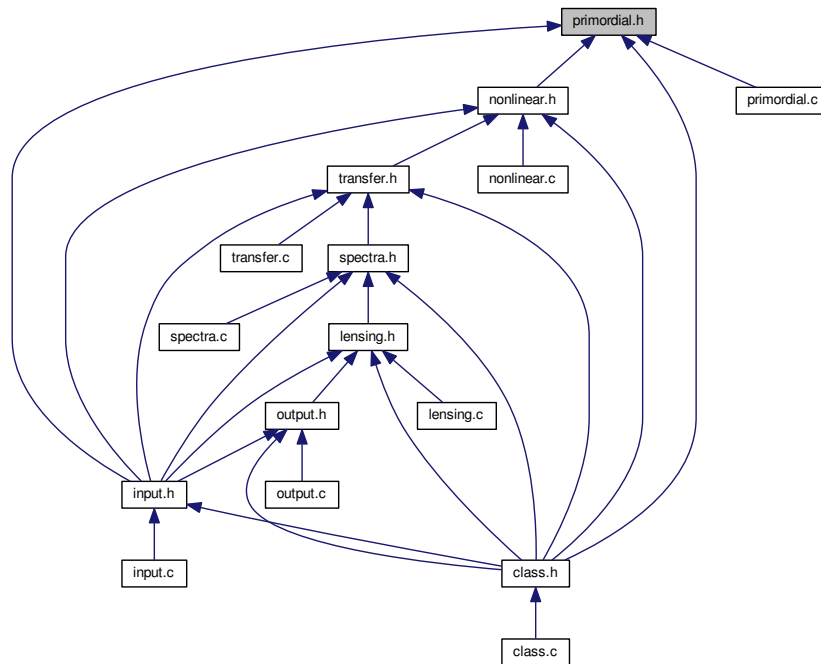 primordial.h
nonlinear.h
primordial.c
transfer.h
nonlinear.c
transfer.c
spectra.h
spectra.c
lensing.h
output.h
lensing.c
input.h
output.c
input.c
class.h
class.c